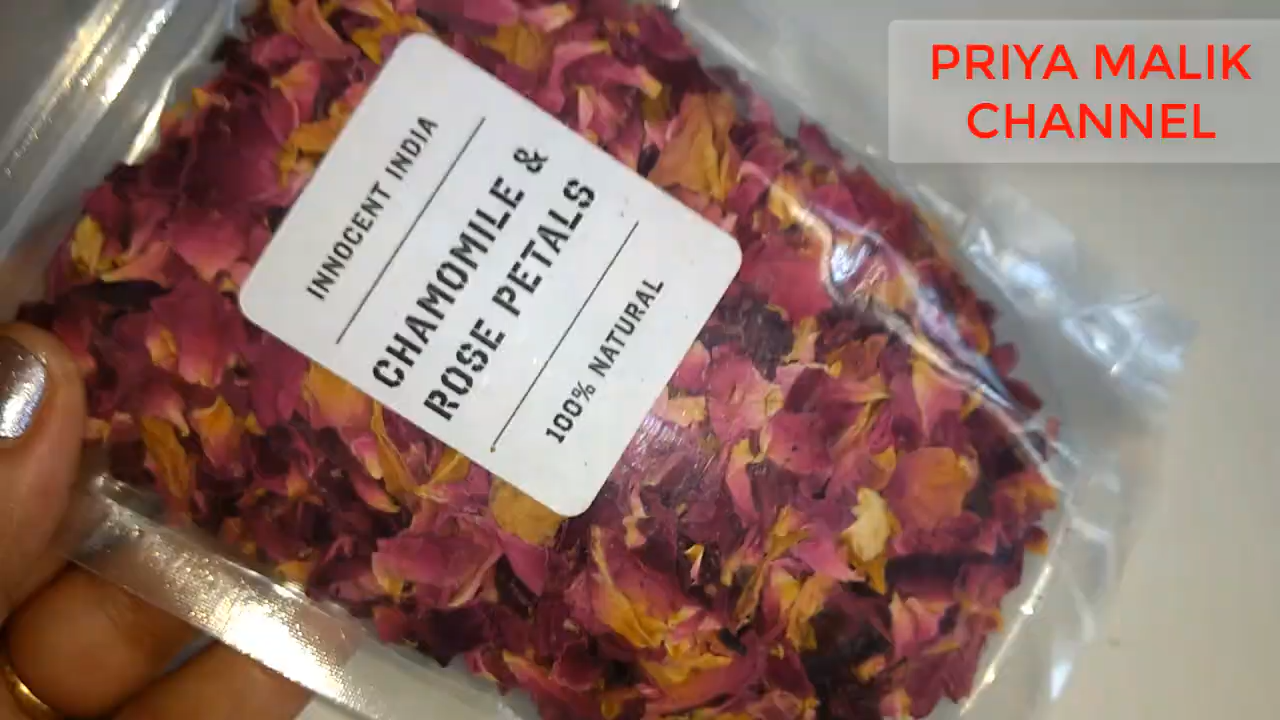 INNOCENT INDIA
CHAMOMILE &
ROSE PETALS
100% NATURAL
PRIYA MALIK
CHANNEL